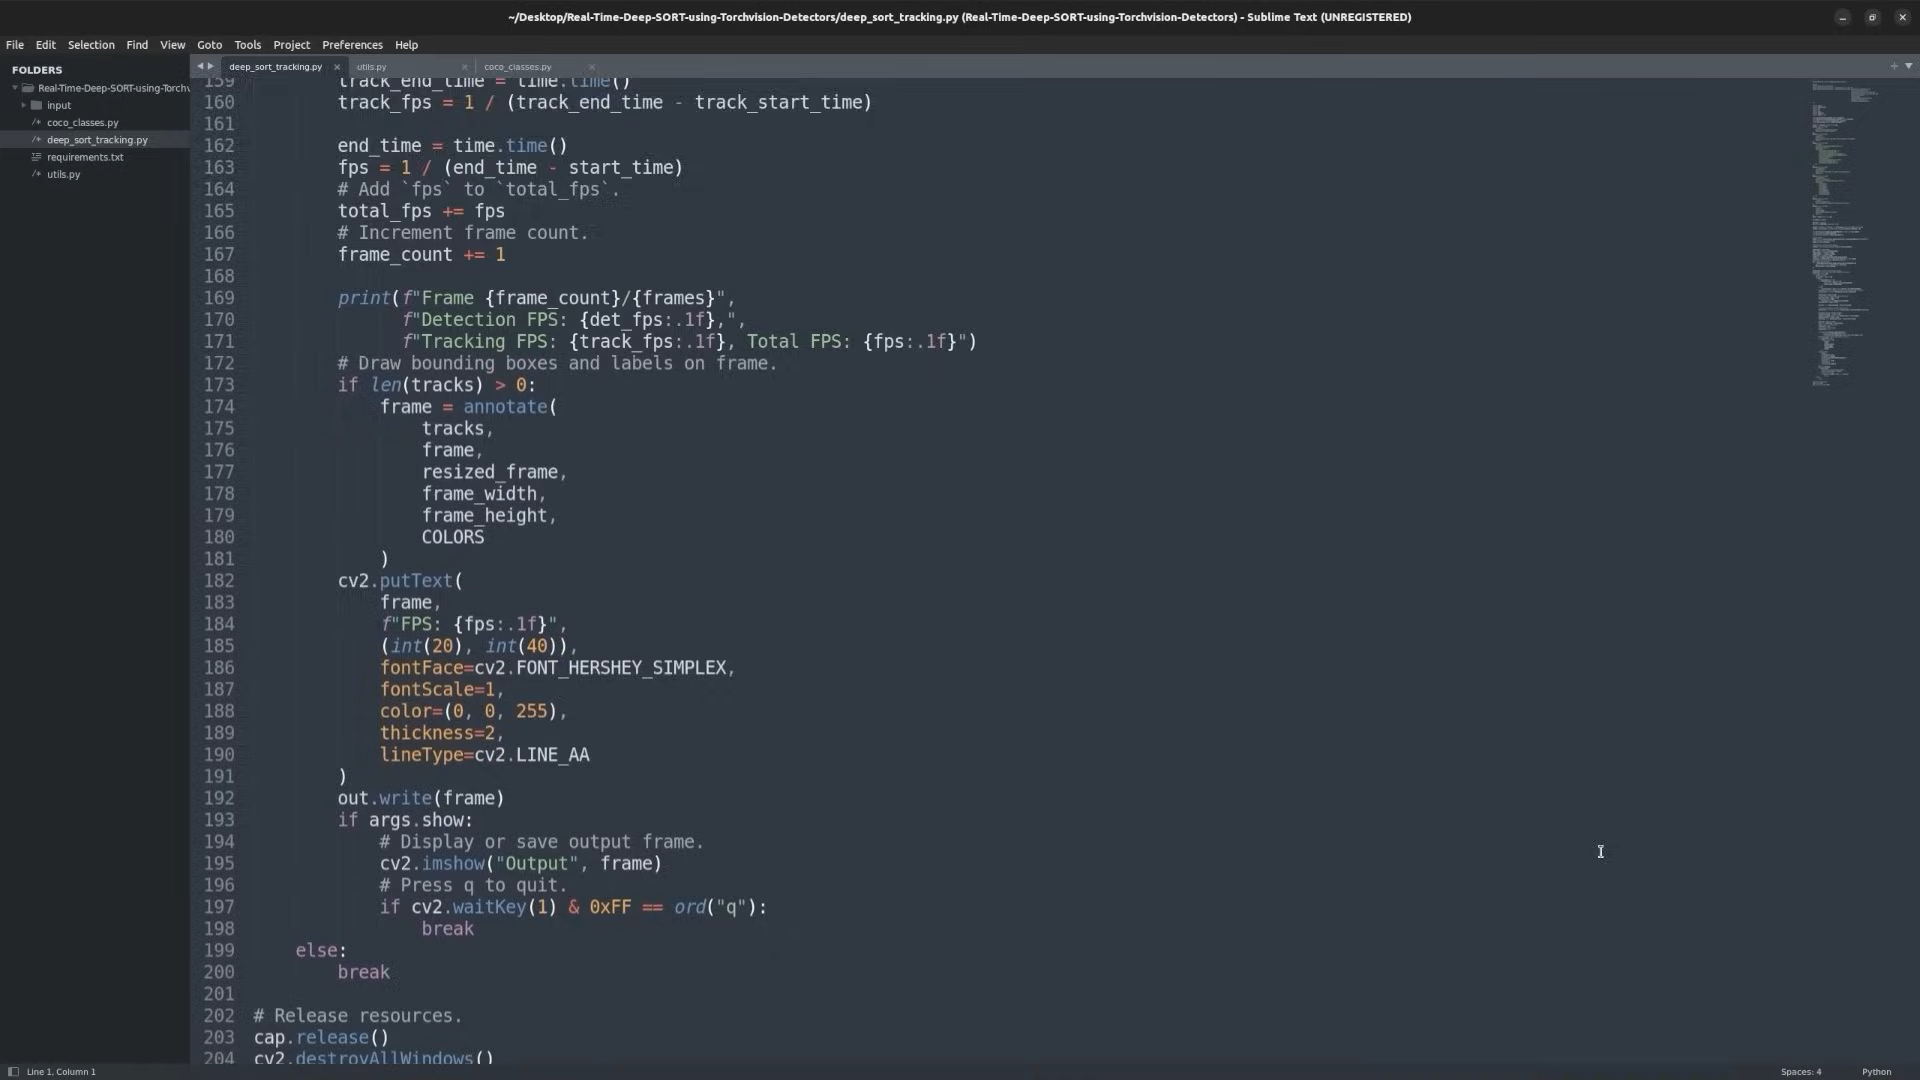 ~/Desktop/Real-Time-Deep-SORT-using-Torchvision-Detectors/deep_sort_tracking.py (Real-Time-Deep-SORT-using-Torchvision-Detectors) - Sublime Text (UNREGISTERED)
File Edit Selection Find View Goto Tools Project Preferences Help
FOLDERS
Real-Time-Deep-SORT-using-Torchv
input
coco_classes.py
deep_sort_tracking.py
requirements.txt
utils.py
deep_sort_tracking.py utils.py coco_classes.py
159 track_end_time = time.time()
160 track_fps = 1 / (track_end_time - track_start_time)
161
162 end_time = time.time()
163 fps = 1 / (end_time - start_time)
164 # Add `fps` to `total_fps`.
165 total_fps += fps
166 # Increment frame count.
167 frame_count += 1
168
169 print(f"Frame {frame_count}/{frames}",
170 f"Detection FPS: {det_fps:.1f},",
171 f"Tracking FPS: {track_fps:.1f}, Total FPS: {fps:.1f}")
172 # Draw bounding boxes and labels on frame.
173 if len(tracks) > 0:
174 frame = annotate(
175 tracks,
176 frame,
177 resized_frame,
178 frame_width,
179 frame_height,
180 COLORS
181 )
182 cv2.putText(
183 frame,
184 f"FPS: {fps:.1f}",
185 (int(20), int(40)),
186 fontFace=cv2.FONT_HERSHEY_SIMPLEX,
187 fontScale=1,
188 color=(0, 0, 255),
189 thickness=2,
190 lineType=cv2.LINE_AA
191 )
192 out.write(frame)
193 if args.show:
194 # Display or save output frame.
195 cv2.imshow("Output", frame)
196 # Press q to quit.
197 if cv2.waitKey(1) & 0xFF == ord("q"):
198 break
199 else:
200 break
201
202 # Release resources.
203 cap.release()
204 cv2.destroyAllWindows()
Line 1, Column 1
Spaces: 4
Python